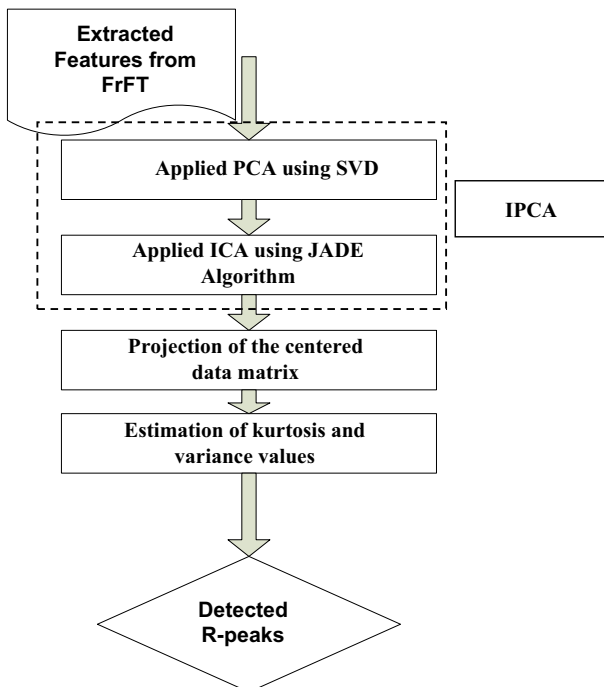 Extracted
Features from
FrFT
Applied PCA using SVD
IPCA
Applied ICA using JADE
Algorithm
Projection of the centered
data matrix
Estimation of kurtosis and
variance values
Detected
R-peaks